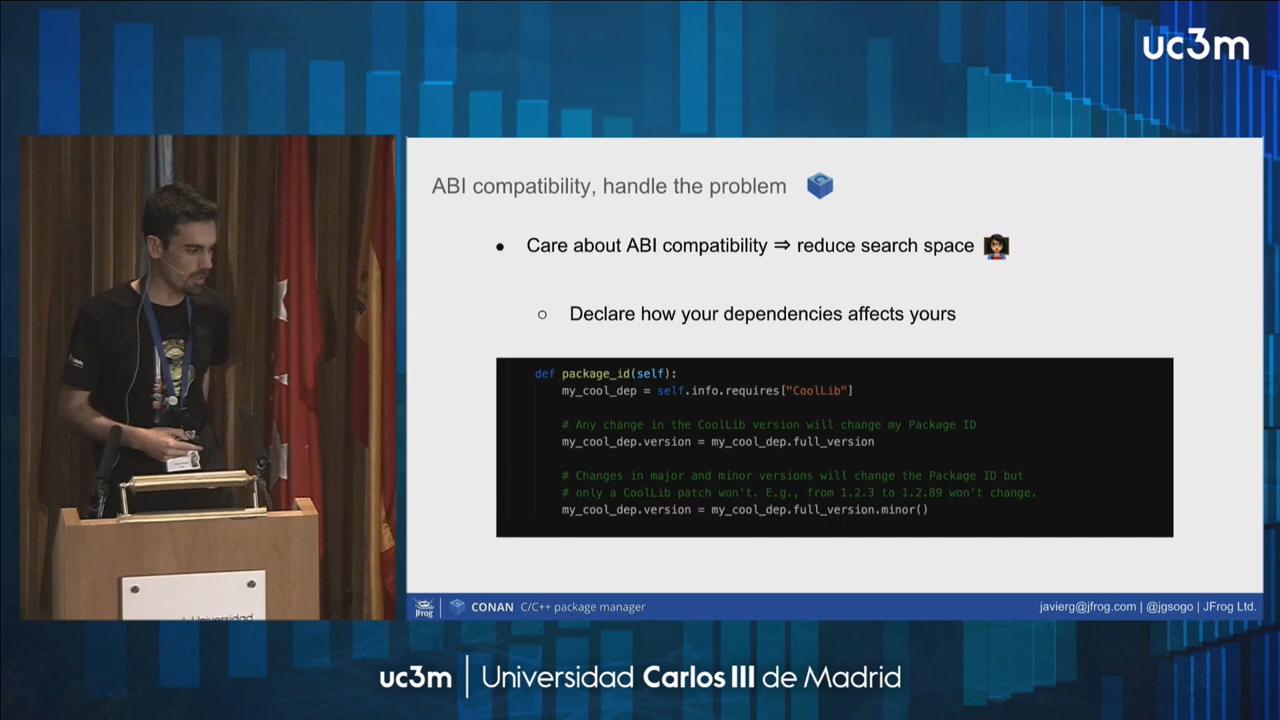 uc3m
ABI compatibility, handle the problem
• Care about ABI compatibility ⇒ reduce search space
○ Declare how your dependencies affects yours
def package_id(self):
my_cool_dep = self.info.requires["CoolLib"]
# Any change in the CoolLib version will change my Package ID
my_cool_dep.version = my_cool_dep.full_version
# Changes in major and minor versions will change the Package ID but
# only a CoolLib patch won't. E.g., from 1.2.3 to 1.2.89 won't change.
my_cool_dep.version = my_cool_dep.full_version.minor()
JFrog CONAN C/C++ package manager
javierg@jfrog.com | @jgsogo | JFrog Ltd.
uc3m | Universidad Carlos III de Madrid